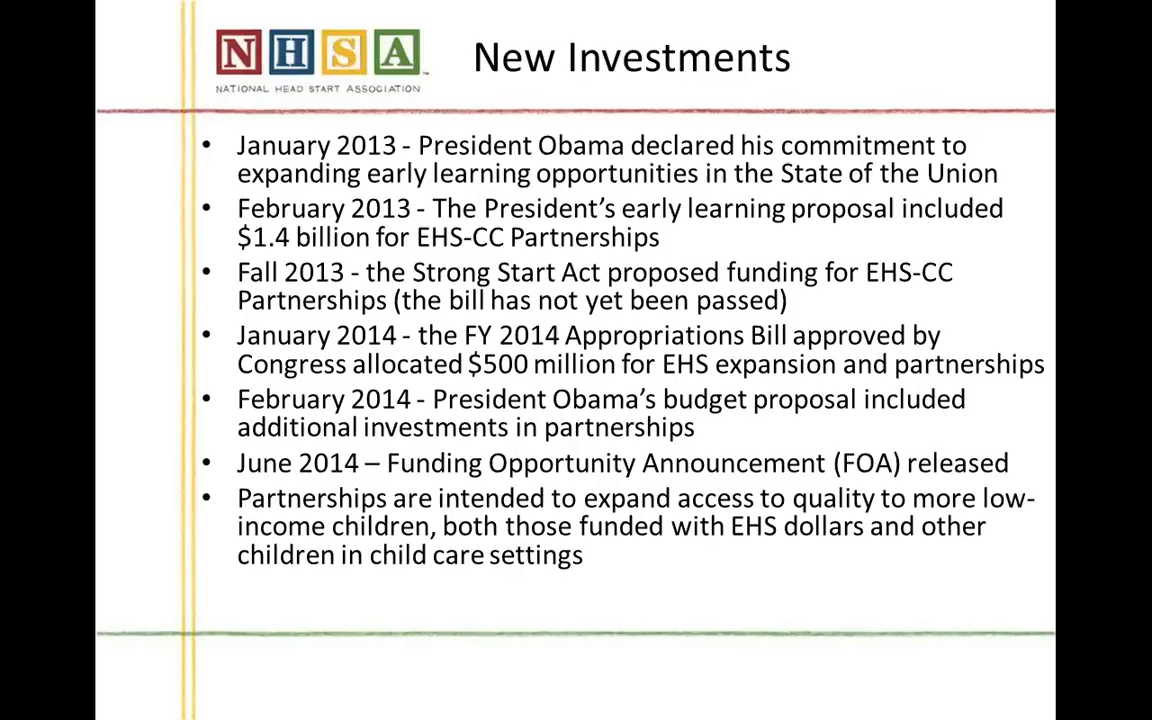 NHSA
NATIONAL HEAD START ASSOCIATION
New Investments
• January 2013 - President Obama declared his commitment to
expanding early learning opportunities in the State of the Union
• February 2013 - The President’s early learning proposal included
$1.4 billion for EHS-CC Partnerships
• Fall 2013 - the Strong Start Act proposed funding for EHS-CC
Partnerships (the bill has not yet been passed)
• January 2014 - the FY 2014 Appropriations Bill approved by
Congress allocated $500 million for EHS expansion and partnerships
• February 2014 - President Obama’s budget proposal included
additional investments in partnerships
• June 2014 – Funding Opportunity Announcement (FOA) released
• Partnerships are intended to expand access to quality to more low-
income children, both those funded with EHS dollars and other
children in child care settings